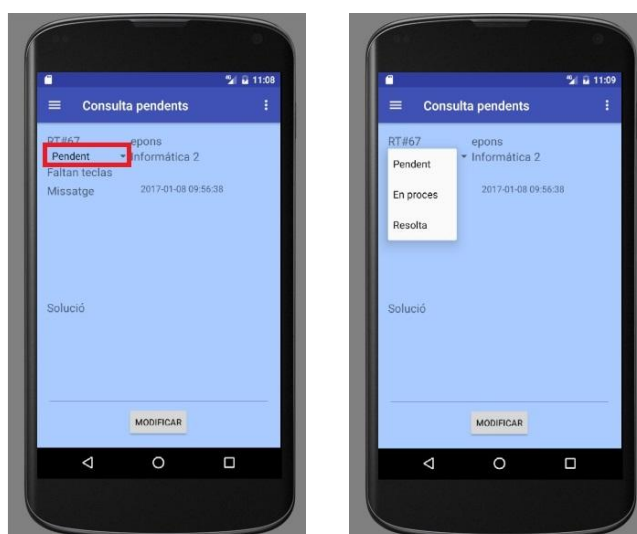 11:08
Consulta pendents
RT#67 epons
Pendent Informática 2
Faltan teclas
Missatge 2017-01-08 09:56:38
Solució
MODIFICAR
11:09
Consulta pendents
RT#67 epons
Pendent Informática 2
En proces 2017-01-08 09:56:38
Resolta
Solució
MODIFICAR